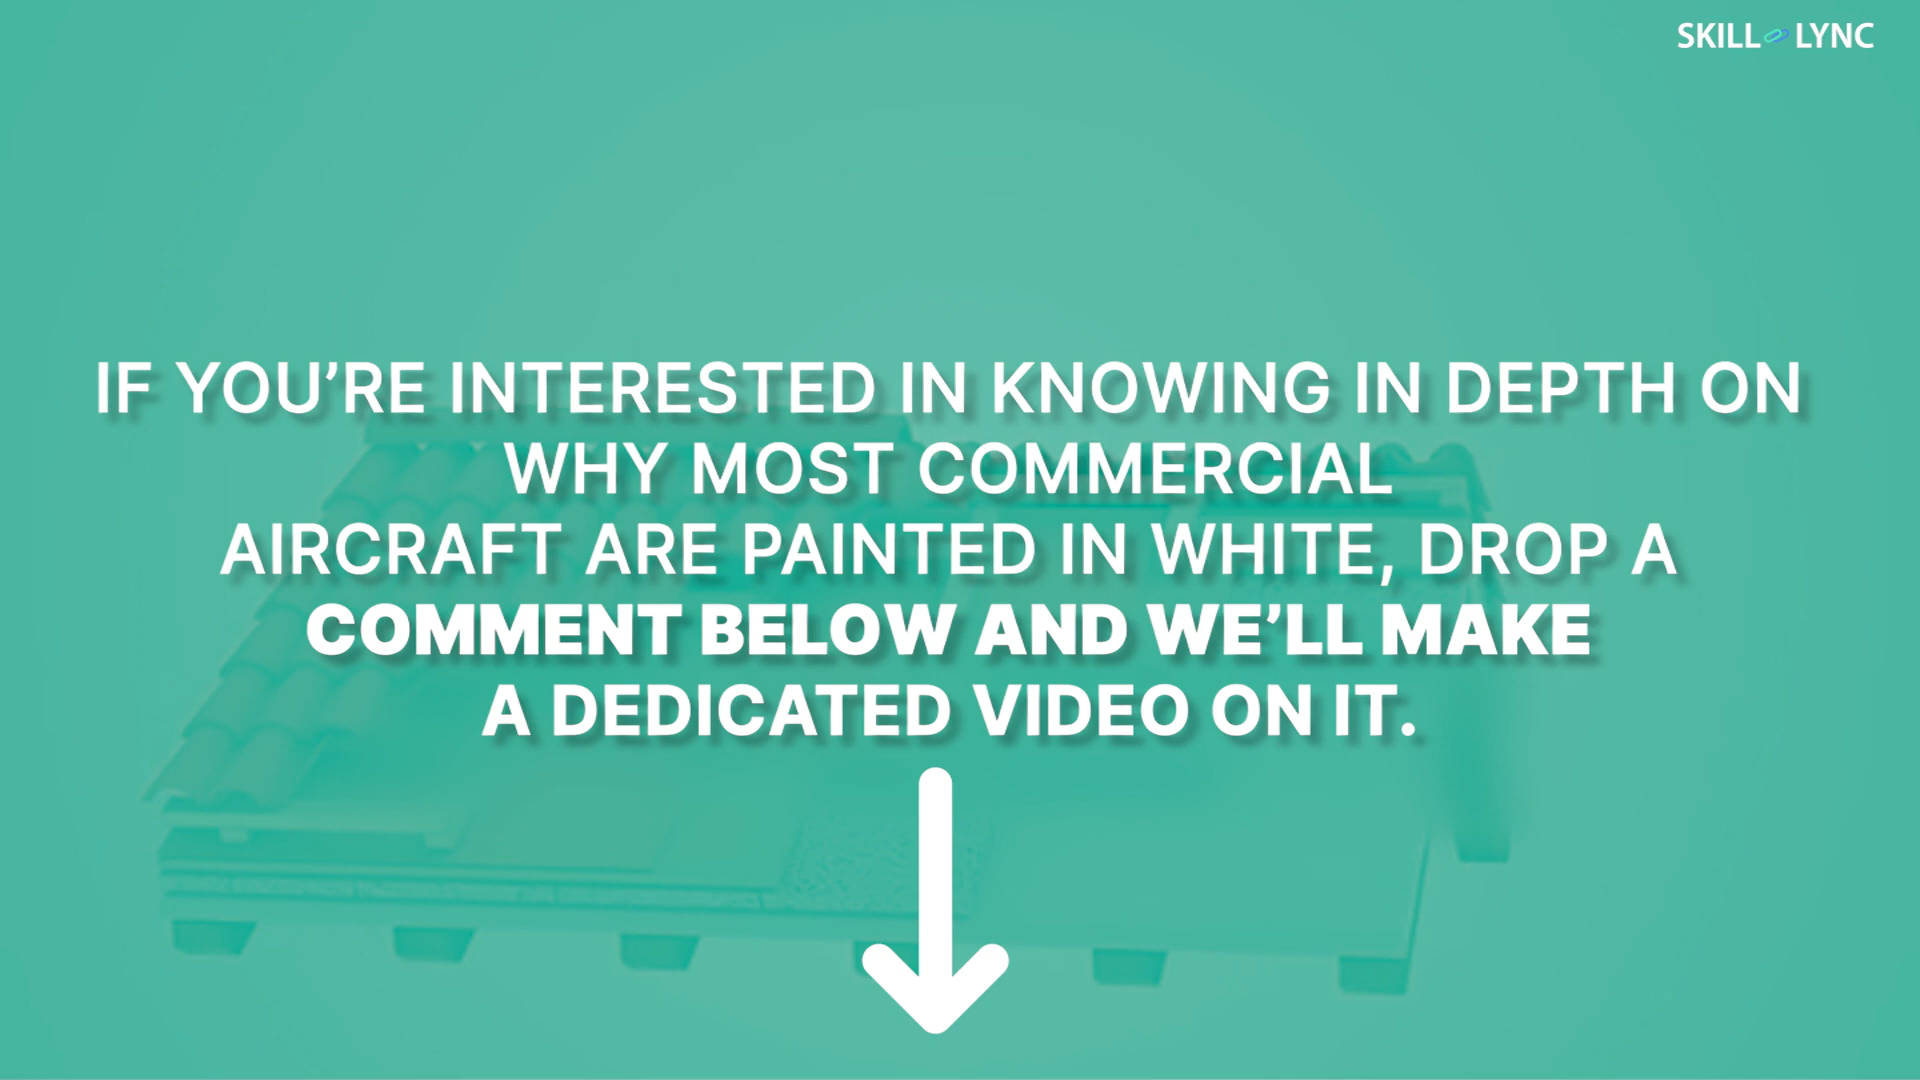 SKILL LYNC
IF YOU’RE INTERESTED IN KNOWING IN DEPTH ON
WHY MOST COMMERCIAL
AIRCRAFT ARE PAINTED IN WHITE, DROP A
COMMENT BELOW AND WE’LL MAKE
A DEDICATED VIDEO ON IT.